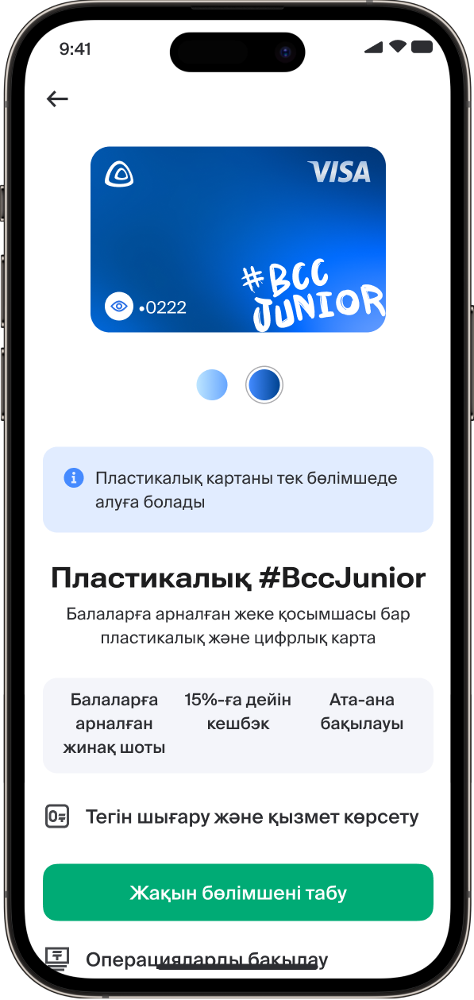 9:41
VISA
#BCC
JUNIOR
•0222
Пластикалық картаны тек бөлімшеде
алуға болады
Пластикалық #BccJunior
Балаларға арналған жеке қосымшасы бар
пластикалық және цифрлық карта
Балаларға
арналған
жинақ шоты
15%-ға дейін
кешбэк
Ата-ана
бақылауы
0₸
Тегін шығару және қызмет көрсету
Жақын бөлімшені табу
₸
Операцияларды бақылау